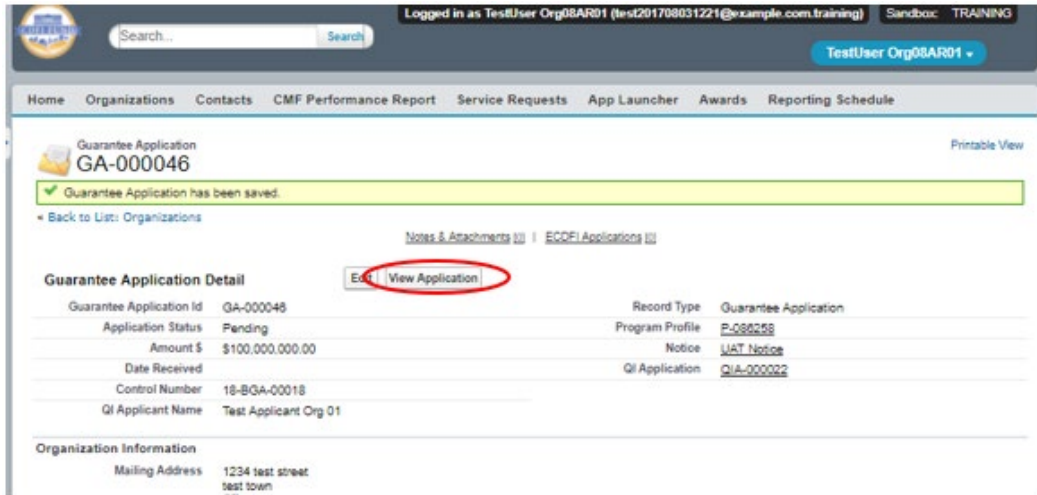 Logged in as TestUser Org08AR01 (test201708031221@example.com.training) Sandbox: TRAINING
Search... Search
TestUser Org08AR01
Home Organizations Contacts CMF Performance Report Service Requests App Launcher Awards Reporting Schedule
Guarantee Application
GA-000046
Printable View
Guarantee Application has been saved.
« Back to List: Organizations
Notes & Attachments [0] | ECDFI Applications [0]
Guarantee Application Detail Edit View Application
Guarantee Application Id GA-000046 Record Type Guarantee Application
Application Status Pending Program Profile P-086258
Amount $ $100,000,000.00 Notice UAT Notice
Date Received QI Application QIA-000022
Control Number 18-BGA-00018
QI Applicant Name Test Applicant Org 01
Organization Information
Mailing Address 1234 test street
test town